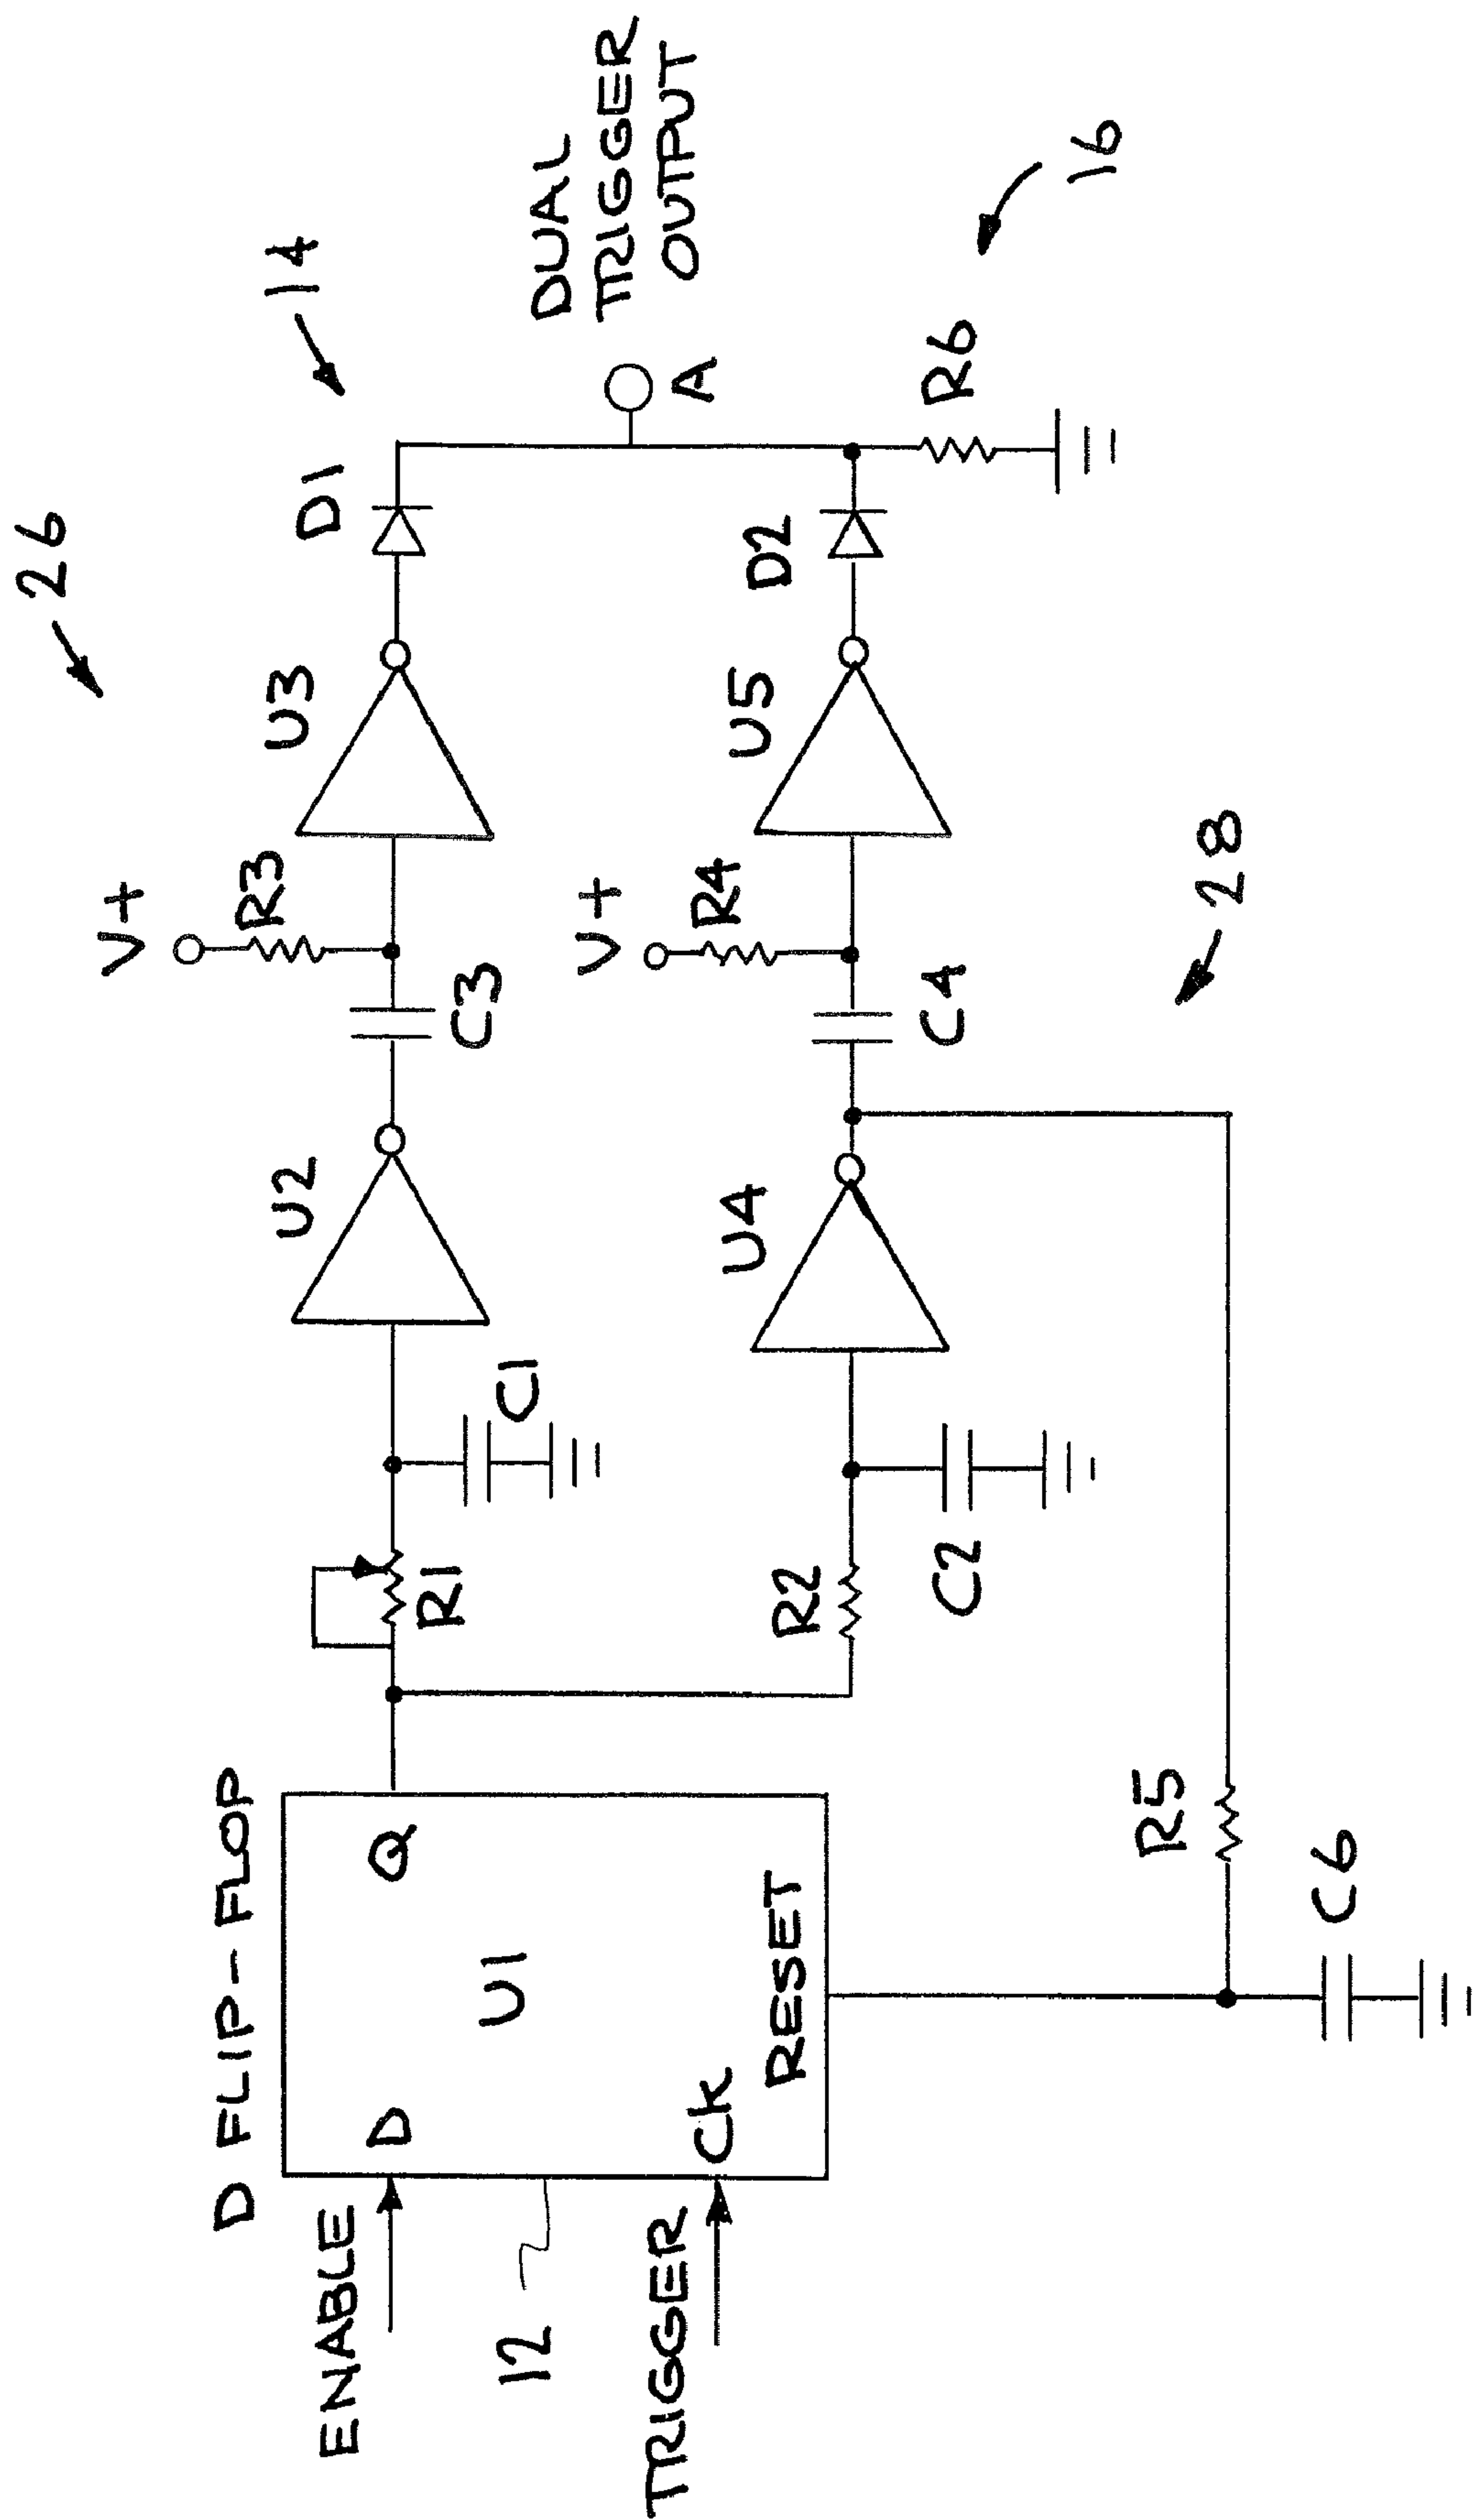 26
14
V+
V+
D FLIP-FLOP
ENABLE
D
Q
12
U1
TRIGGER
CK
RESET
R1
C1
U2
C3
R3
U3
D1
DUAL
TRIGGER
OUTPUT
A
R2
C2
U4
C4
R4
U5
D2
R6
16
R5
C6
28